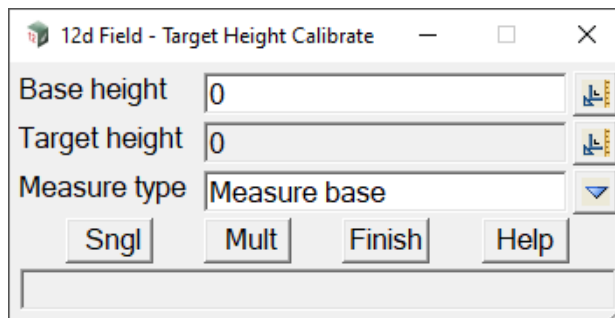 12d Field - Target Height Calibrate
Base height 0
Target height 0
Measure type Measure base
Sngl Mult Finish Help